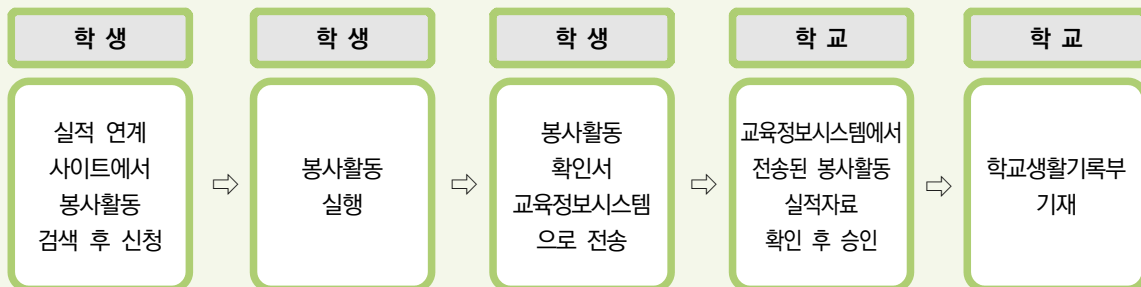 학 생
실적 연계
사이트에서
봉사활동
검색 후 신청
⇨
학 생
봉사활동
실행
⇨
학 생
봉사활동
확인서
교육정보시스템
으로 전송
⇨
학 교
교육정보시스템에서
전송된 봉사활동
실적자료
확인 후 승인
⇨
학 교
학교생활기록부
기재